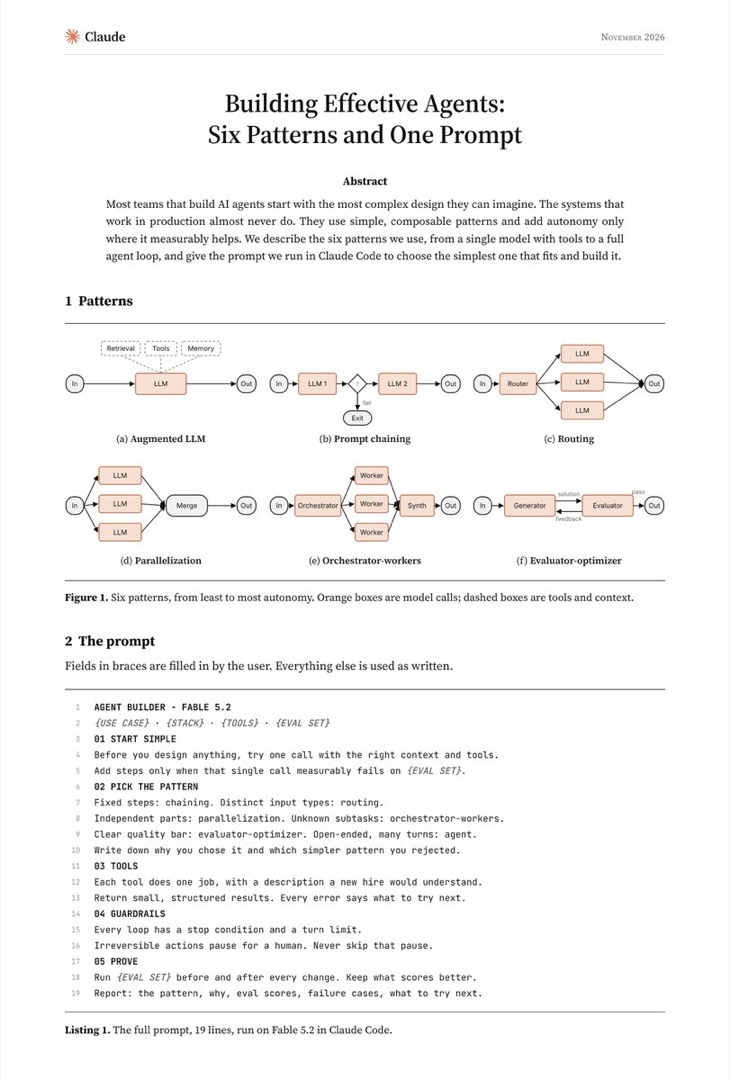 Claude
November 2026
Building Effective Agents:
Six Patterns and One Prompt
Abstract
Most teams that build AI agents start with the most complex design they can imagine. The systems that
work in production almost never do. They use simple, composable patterns and add autonomy only
where it measurably helps. We describe the six patterns we use, from a single model with tools to a full
agent loop, and give the prompt we run in Claude Code to choose the simplest one that fits and build it.
1 Patterns
Retrieval
Tools
Memory
In
LLM
Out
(a) Augmented LLM
In
LLM 1
?
LLM 2
Out
fail
Exit
(b) Prompt chaining
In
Router
LLM
LLM
LLM
Out
(c) Routing
In
LLM
LLM
LLM
Merge
Out
(d) Parallelization
In
Orchestrator
Worker
Worker
Worker
Synth
Out
(e) Orchestrator-workers
In
Generator
solution
feedback
Evaluator
pass
Out
(f) Evaluator-optimizer
Figure 1. Six patterns, from least to most autonomy. Orange boxes are model calls; dashed boxes are tools and context.
2 The prompt
Fields in braces are filled in by the user. Everything else is used as written.
1 AGENT BUILDER - FABLE 5.2
2 {USE CASE} · {STACK} · {TOOLS} · {EVAL SET}
3 01 START SIMPLE
4 Before you design anything, try one call with the right context and tools.
5 Add steps only when that single call measurably fails on {EVAL SET}.
6 02 PICK THE PATTERN
7 Fixed steps: chaining. Distinct input types: routing.
8 Independent parts: parallelization. Unknown subtasks: orchestrator-workers.
9 Clear quality bar: evaluator-optimizer. Open-ended, many turns: agent.
10 Write down why you chose it and which simpler pattern you rejected.
11 03 TOOLS
12 Each tool does one job, with a description a new hire would understand.
13 Return small, structured results. Every error says what to try next.
14 04 GUARDRAILS
15 Every loop has a stop condition and a turn limit.
16 Irreversible actions pause for a human. Never skip that pause.
17 05 PROVE
18 Run {EVAL SET} before and after every change. Keep what scores better.
19 Report: the pattern, why, eval scores, failure cases, what to try next.
Listing 1. The full prompt, 19 lines, run on Fable 5.2 in Claude Code.